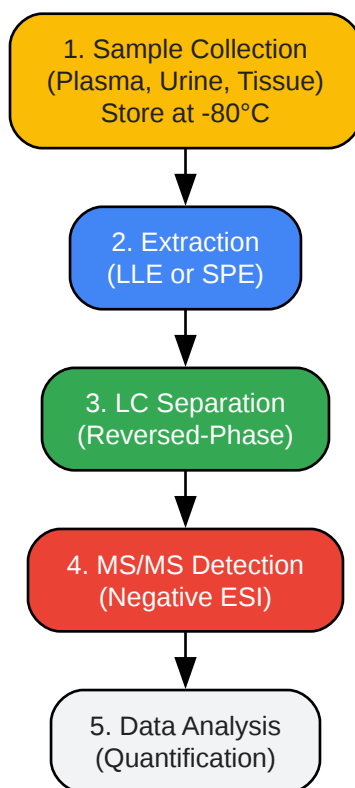 1. Sample Collection
(Plasma, Urine, Tissue)
Store at -80°C
2. Extraction
(LLE or SPE)
3. LC Separation
(Reversed-Phase)
4. MS/MS Detection
(Negative ESI)
5. Data Analysis
(Quantification)